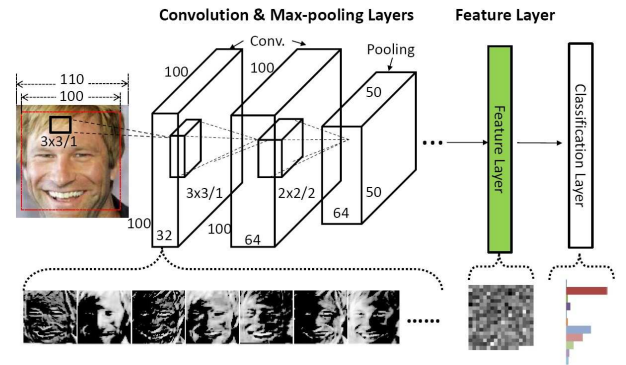 Convolution & Max-pooling Layers
Feature Layer
Conv.
Pooling
110
100
3x3/1
100
100
32
3x3/1
100
100
64
2x2/2
50
50
64
...
Feature Layer
Classification Layer
......